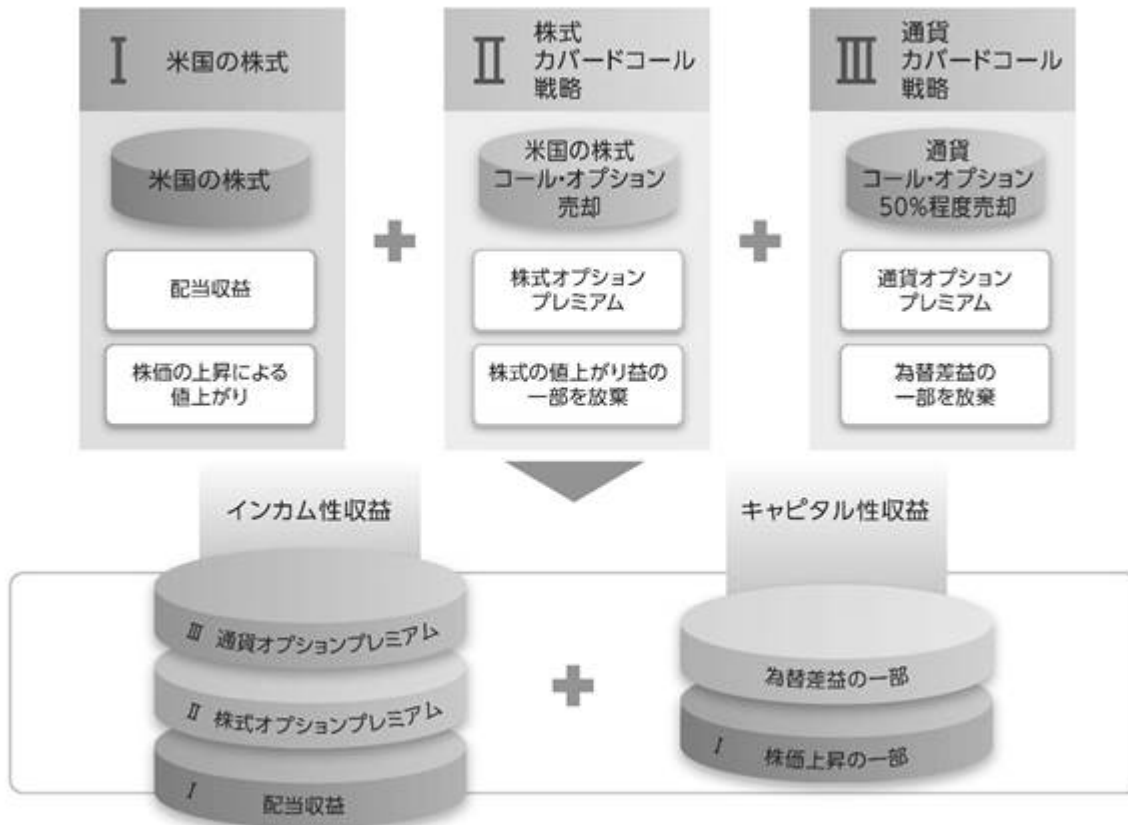 Ⅰ 米国の株式
米国の株式
配当収益
株価の上昇による
値上がり
Ⅱ 株式
カバードコール
戦略
米国の株式
コール・オプション
売却
株式オプション
プレミアム
株式の値上がり益の
一部を放棄
Ⅲ 通貨
カバードコール
戦略
通貨
コール・オプション
50%程度売却
通貨オプション
プレミアム
為替差益の
一部を放棄
インカム性収益
Ⅲ 通貨オプションプレミアム
Ⅱ 株式オプションプレミアム
Ⅰ 配当収益
キャピタル性収益
為替差益の一部
Ⅰ 株価上昇の一部